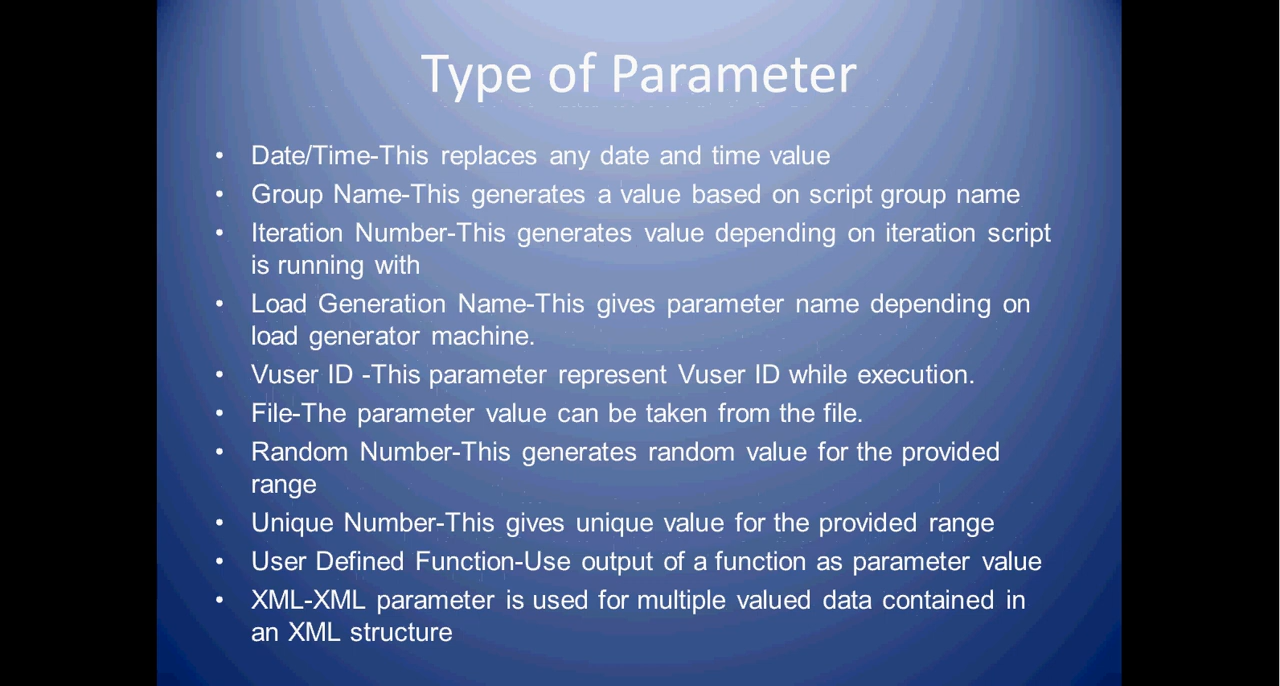 Type of Parameter
• Date/Time-This replaces any date and time value
• Group Name-This generates a value based on script group name
• Iteration Number-This generates value depending on iteration script
is running with
• Load Generation Name-This gives parameter name depending on
load generator machine.
• Vuser ID -This parameter represent Vuser ID while execution.
• File-The parameter value can be taken from the file.
• Random Number-This generates random value for the provided
range
• Unique Number-This gives unique value for the provided range
• User Defined Function-Use output of a function as parameter value
• XML-XML parameter is used for multiple valued data contained in
an XML structure